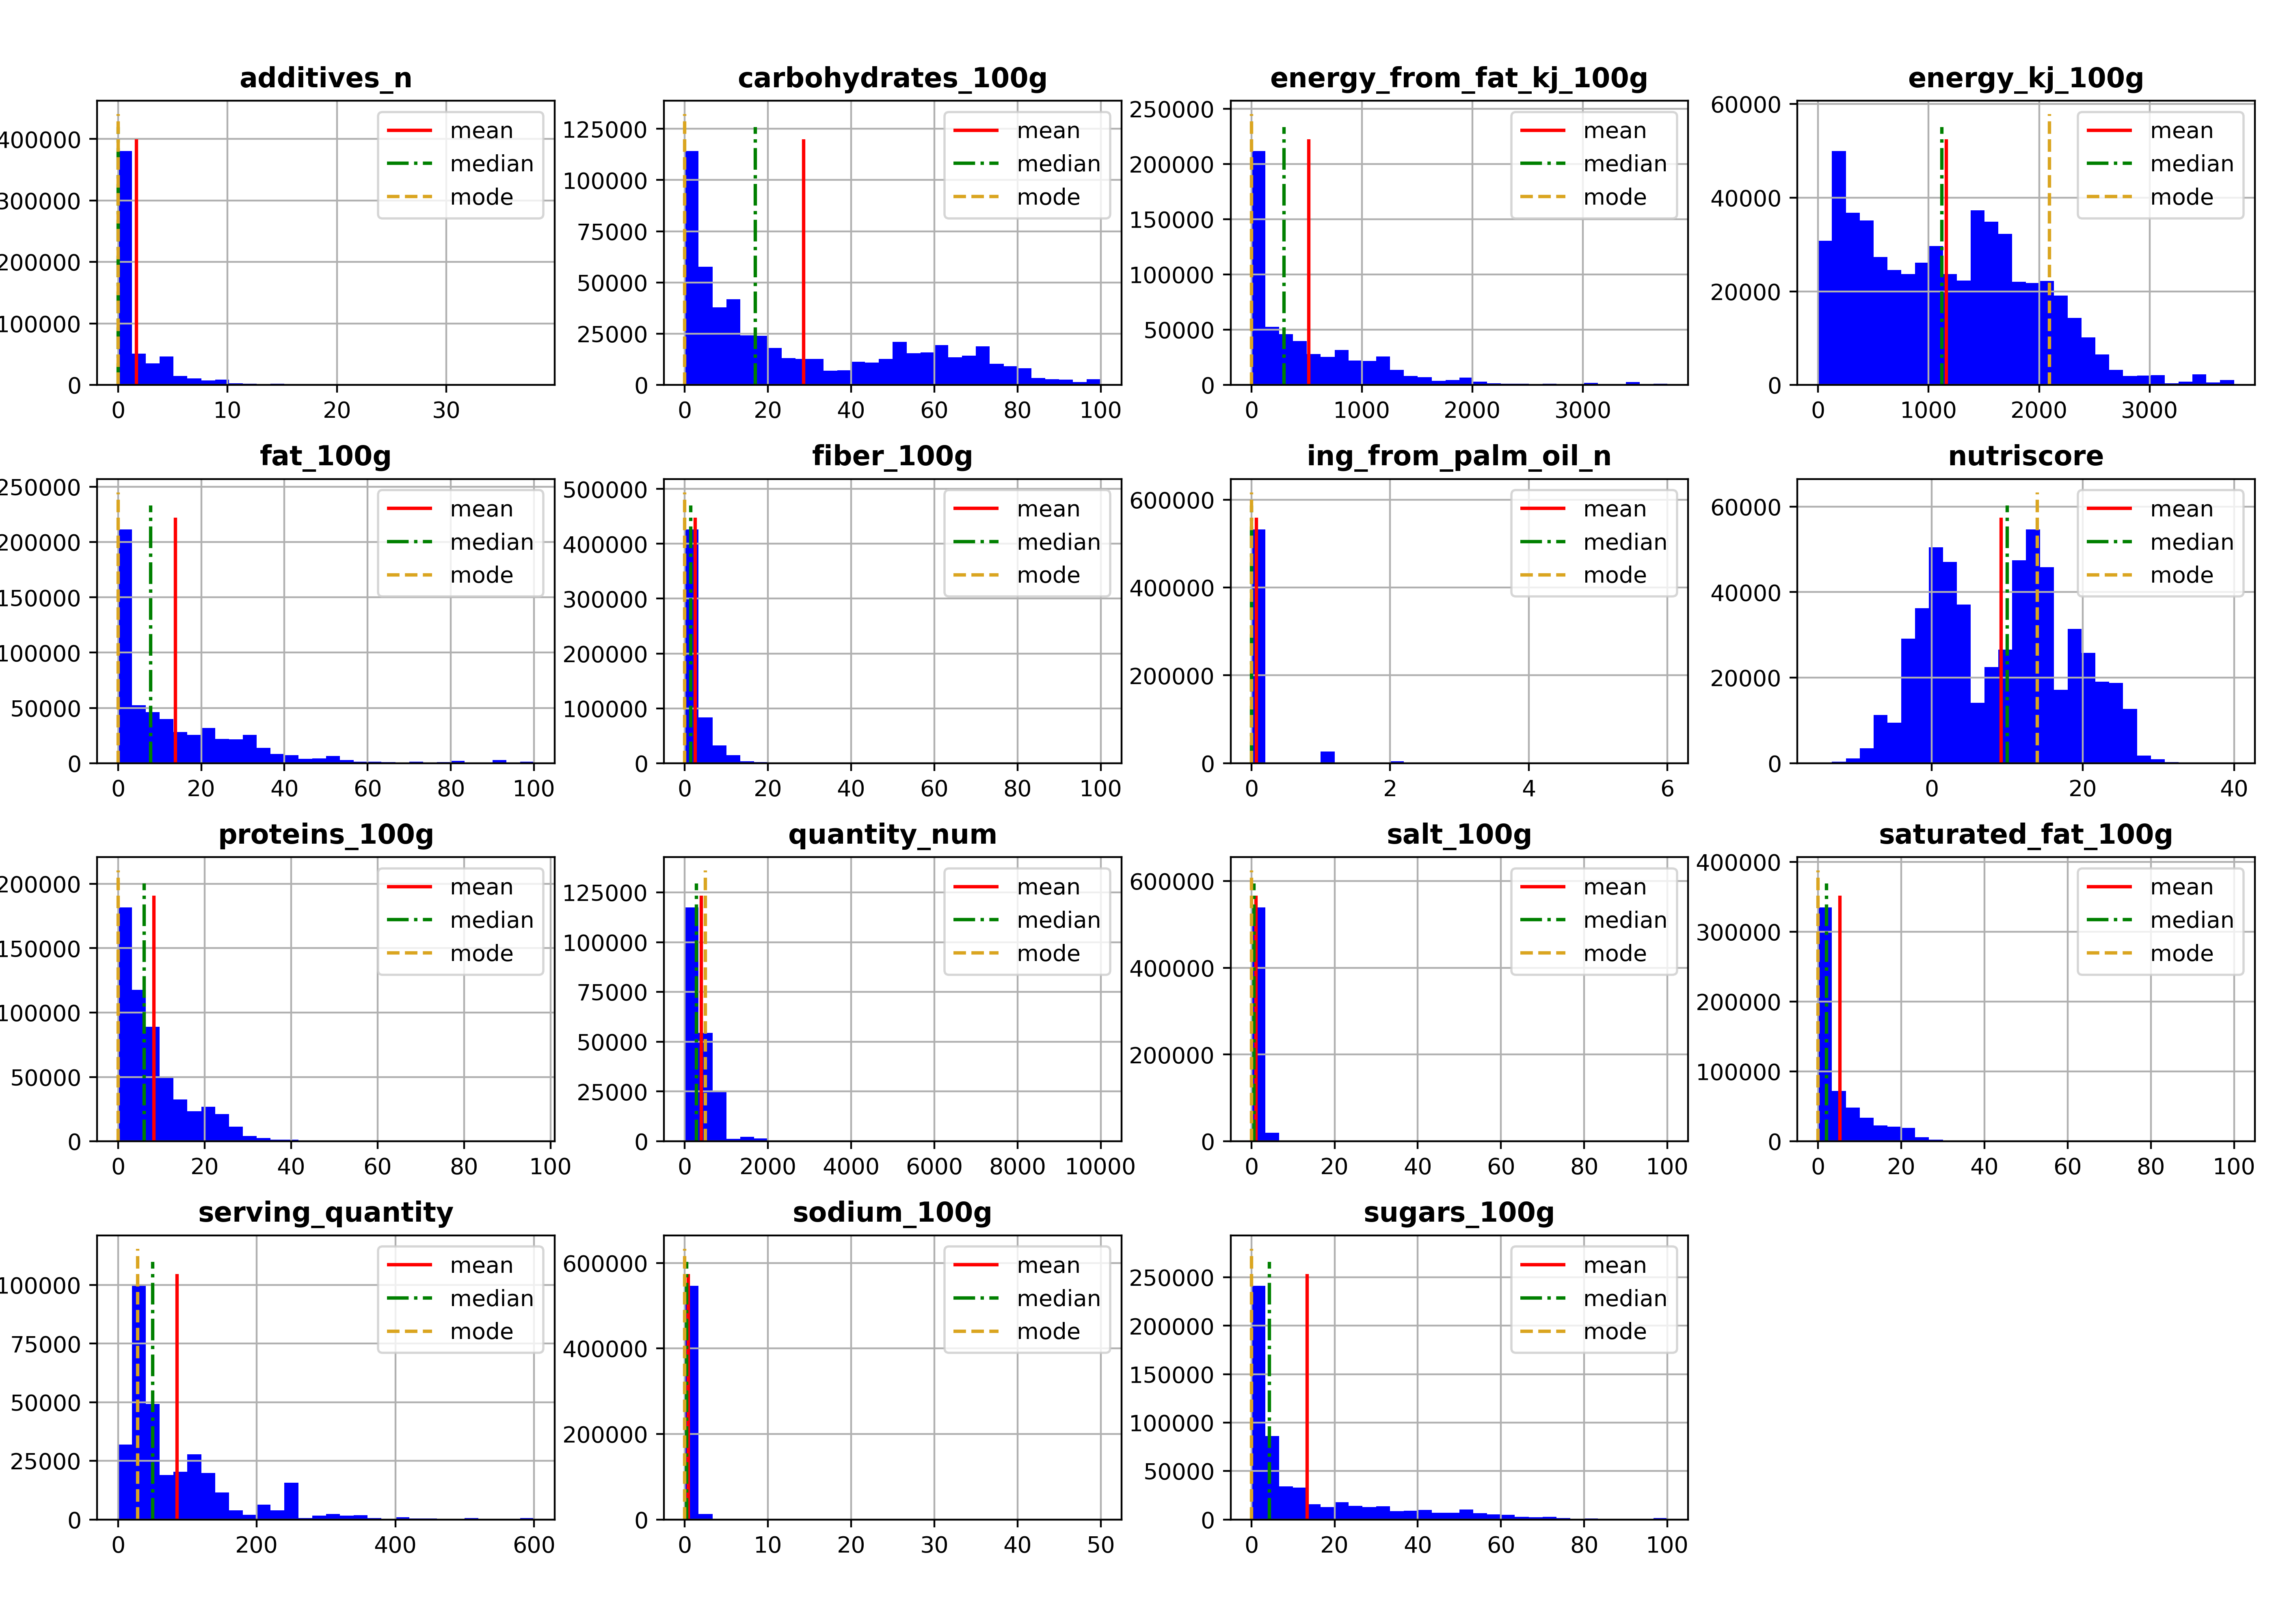 additives_n
400000
300000
200000
100000
0
0 10 20 30
mean
median
mode
carbohydrates_100g
125000
100000
75000
50000
25000
0
0 20 40 60 80 100
mean
median
mode
energy_from_fat_kj_100g
250000
200000
150000
100000
50000
0
0 1000 2000 3000
mean
median
mode
energy_kj_100g
60000
40000
20000
0
0 1000 2000 3000
mean
median
mode
fat_100g
250000
200000
150000
100000
50000
0
0 20 40 60 80 100
mean
median
mode
fiber_100g
500000
400000
300000
200000
100000
0
0 20 40 60 80 100
mean
median
mode
ing_from_palm_oil_n
600000
400000
200000
0
0 2 4 6
mean
median
mode
nutriscore
60000
40000
20000
0
0 20 40
mean
median
mode
proteins_100g
200000
150000
100000
50000
0
0 20 40 60 80 100
mean
median
mode
quantity_num
125000
100000
75000
50000
25000
0
0 2000 4000 6000 8000 10000
mean
median
mode
salt_100g
600000
400000
200000
0
0 20 40 60 80 100
mean
median
mode
saturated_fat_100g
400000
300000
200000
100000
0
0 20 40 60 80 100
mean
median
mode
serving_quantity
100000
75000
50000
25000
0
0 200 400 600
mean
median
mode
sodium_100g
600000
400000
200000
0
0 10 20 30 40 50
mean
median
mode
sugars_100g
250000
200000
150000
100000
50000
0
0 20 40 60 80 100
mean
median
mode